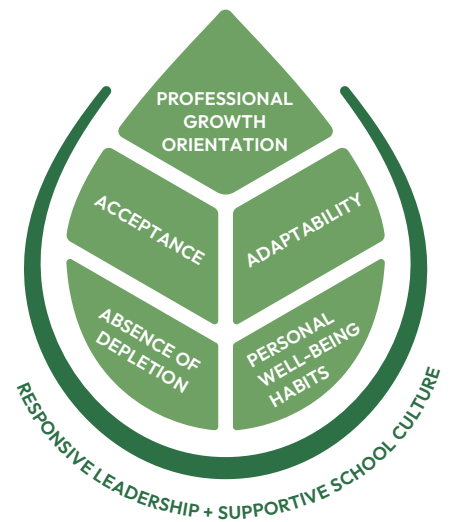 PROFESSIONAL
GROWTH
ORIENTATION
ACCEPTANCE
ADAPTABILITY
ABSENCE OF
DEPLETION
PERSONAL
WELL-BEING
HABITS
RESPONSIVE LEADERSHIP + SUPPORTIVE SCHOOL CULTURE